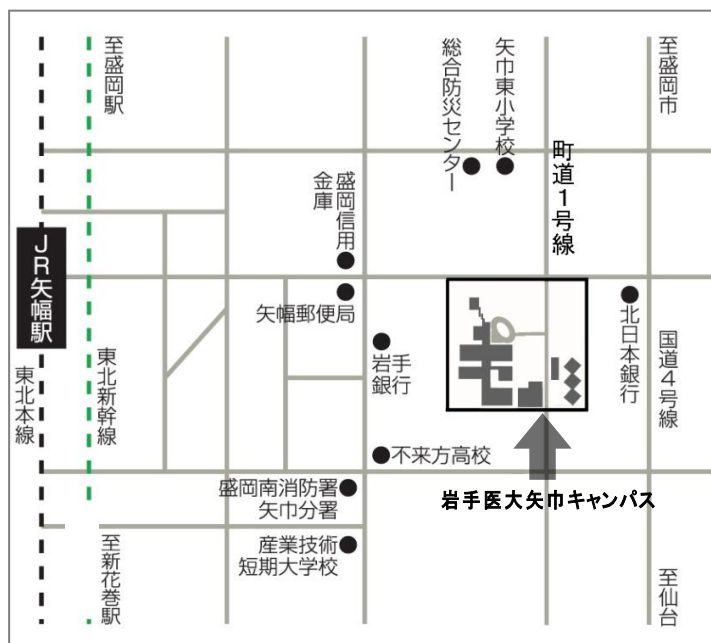 至盛岡駅
総合防災センター
矢巾東小学校
至盛岡市
町道1号線
盛岡信用
金庫
JR矢幅駅
矢幅郵便局
北日本銀行
岩手
銀行
国道4号線
東北新幹線
東北本線
不来方高校
盛岡南消防署
矢巾分署
岩手医大矢巾キャンパス
産業技術
短期大学校
至新花巻駅
至仙台